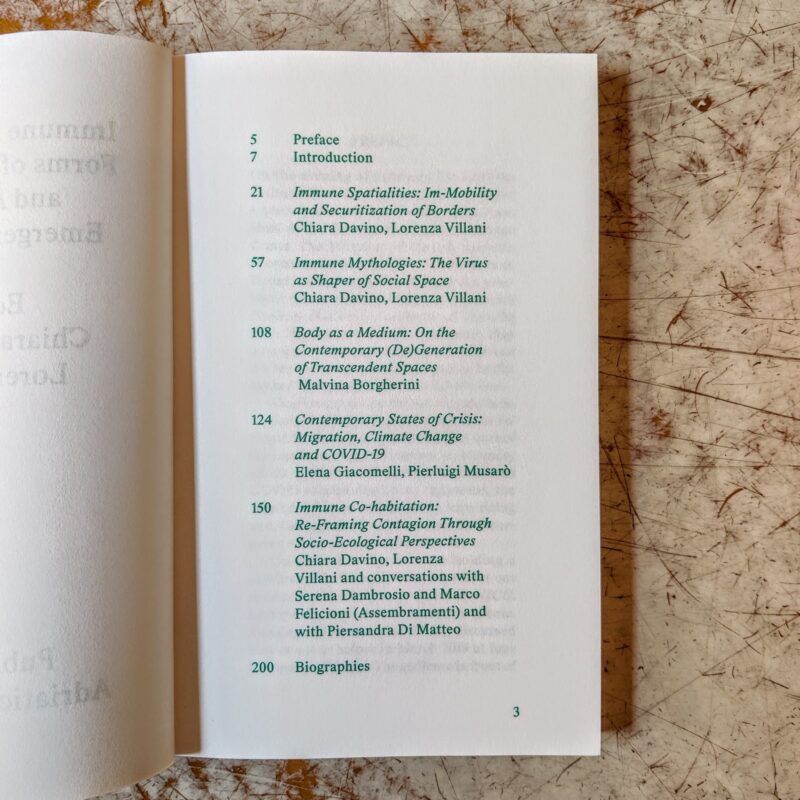 5 Preface
7 Introduction
21 Immune Spatialities: Im-Mobility
and Securitization of Borders
Chiara Davino, Lorenza Villani
57 Immune Mythologies: The Virus
as Shaper of Social Space
Chiara Davino, Lorenza Villani
108 Body as a Medium: On the
Contemporary (De)Generation
of Transcendent Spaces
Malvina Borgherini
124 Contemporary States of Crisis:
Migration, Climate Change
and COVID-19
Elena Giacomelli, Pierluigi Musarò
150 Immune Co-habitation:
Re-Framing Contagion Through
Socio-Ecological Perspectives
Chiara Davino, Lorenza
Villani and conversations with
Serena Dambrosio and Marco
Felicioni (Assembramenti) and
with Piersandra Di Matteo
200 Biographies
3